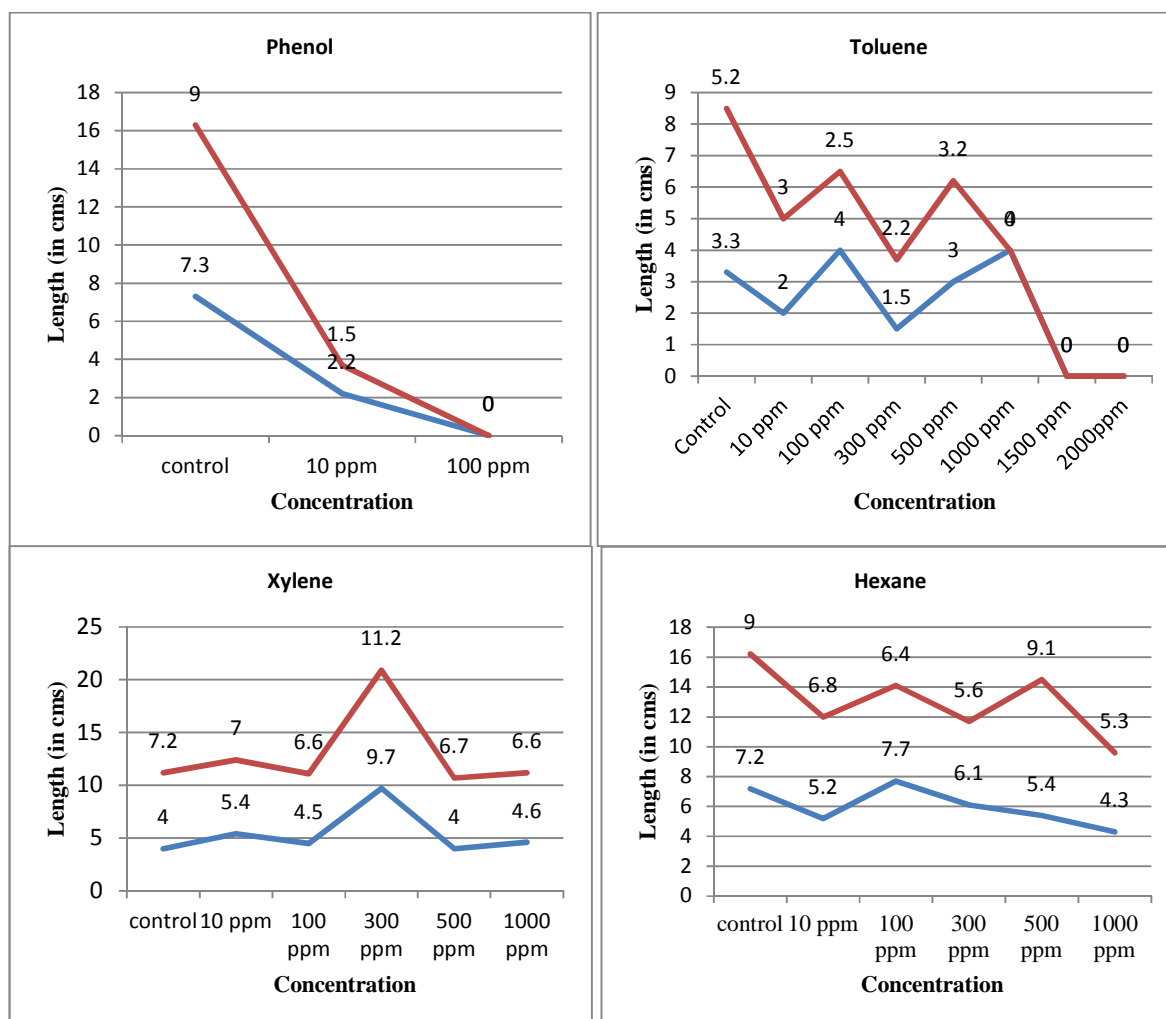 Phenol
Length (in cms)
18
16
14
12
10
8
6
4
2
0
9
7.3
1.5
2.2
0
control 10 ppm 100 ppm
Concentration
Toluene
Length (in cms)
9
8
7
6
5
4
3
2
1
0
5.2
3 2.5 2.2 3.2 0 0 0
3.3 2 4 1.5 3 4 0 0
Control 10 ppm 100 ppm 300 ppm 500 ppm 1000 ppm 1500 ppm 2000ppm
Concentration
Xylene
Length (in cms)
25
20
15
10
5
0
7.2 7 6.6 11.2 6.7 6.6
4 5.4 4.5 9.7 4 4.6
control 10 ppm 100 ppm 300 ppm 500 ppm 1000 ppm
Concentration
Hexane
Length (in cms)
18
16
14
12
10
8
6
4
2
0
9 6.8 6.4 5.6 9.1 5.3
7.2 5.2 7.7 6.1 5.4 4.3
control 10 ppm 100 ppm 300 ppm 500 ppm 1000 ppm
Concentration